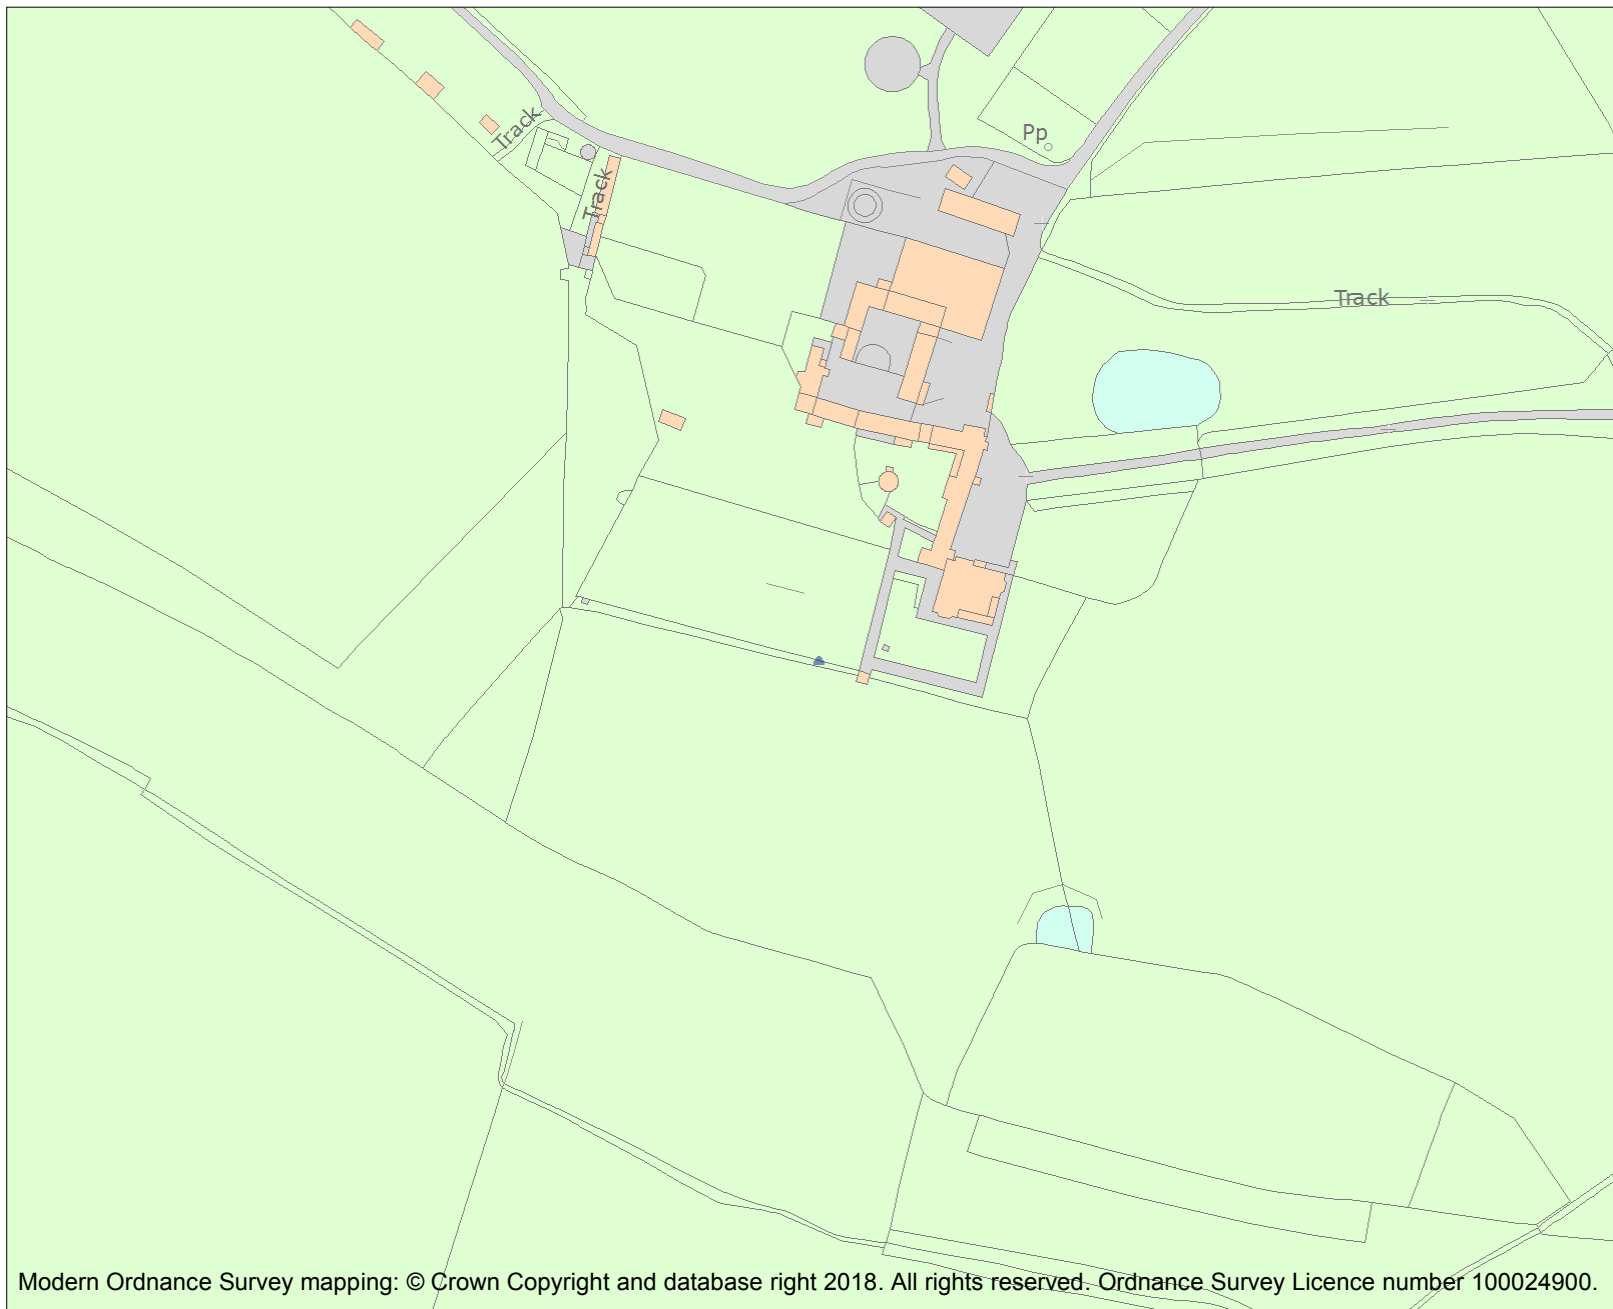 Track
Pp
Track
Track
Modern Ordnance Survey mapping: © Crown Copyright and database right 2018. All rights reserved. Ordnance Survey Licence number 100024900.